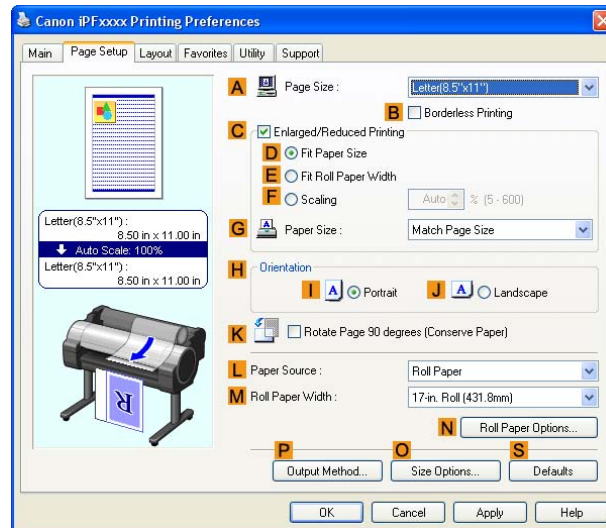 Canon iPFxxxx Printing Preferences
Main Page Setup Layout Favorites Utility Support
A Page Size : Letter(8.5"x11")
B Borderless Printing
C Enlarged/Reduced Printing
D Fit Paper Size
E Fit Roll Paper Width
F Scaling Auto % (5 - 600)
G A Paper Size : Match Page Size
Letter(8.5"x11") :
8.50 in x 11.00 in
Auto Scale: 100%
Letter(8.5"x11") :
8.50 in x 11.00 in
H Orientation
I A Portrait J A Landscape
K Rotate Page 90 degrees (Conserve Paper)
L Paper Source : Roll Paper
M Roll Paper Width : 17-in. Roll (431.8mm)
R
N Roll Paper Options...
P O S
Output Method... Size Options... Defaults
OK Cancel Apply Help